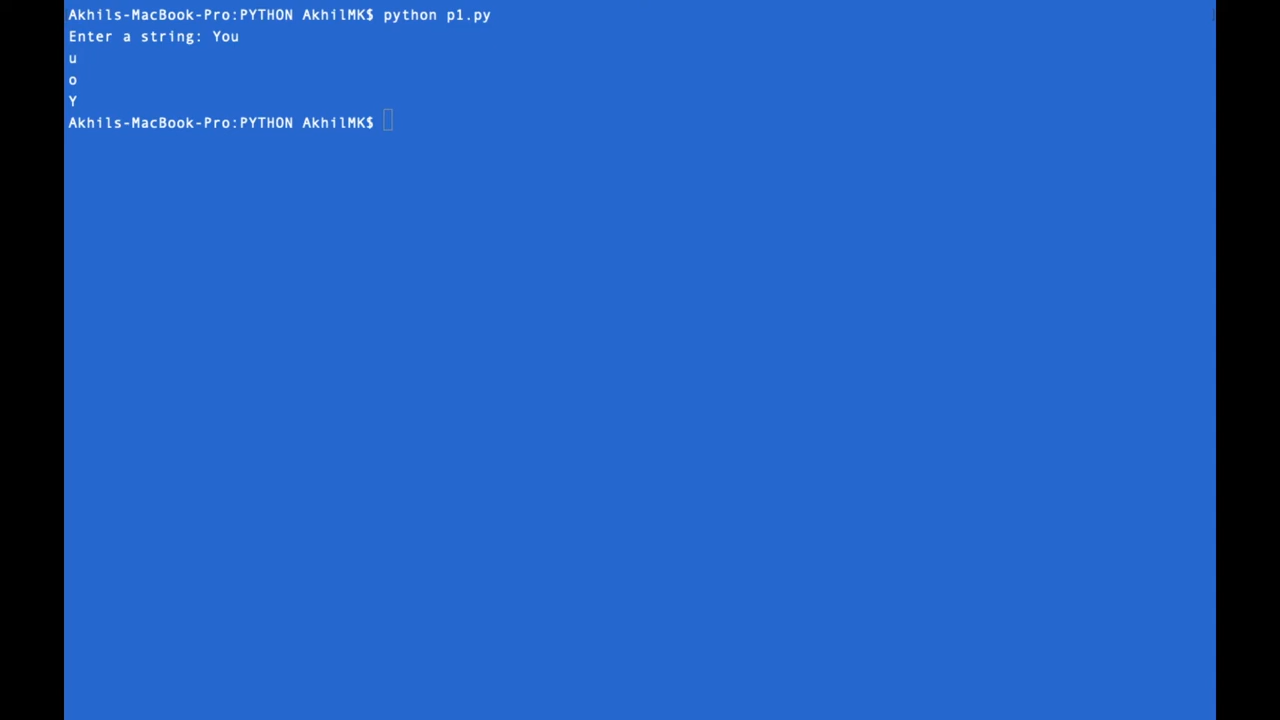 Akhils-MacBook-Pro:PYTHON AkhilMK$ python p1.py
Enter a string: You
u
o
Y
Akhils-MacBook-Pro:PYTHON AkhilMK$